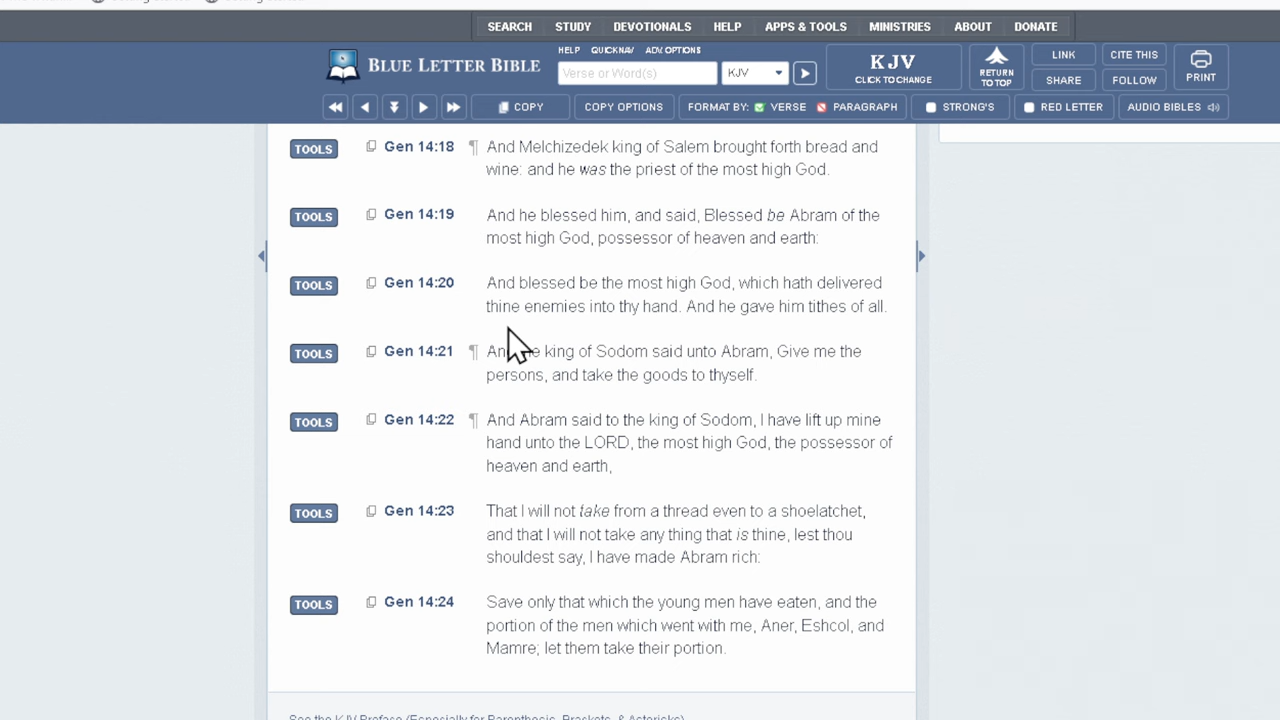 SEARCH STUDY DEVOTIONALS HELP APPS & TOOLS MINISTRIES ABOUT DONATE
BLUE LETTER BIBLE
HELP QUICKNAV ADV. OPTIONS
Verse or Word(s) KJV
KJV
CLICK TO CHANGE
RETURN
TO TOP
LINK CITE THIS
SHARE FOLLOW
PRINT
COPY COPY OPTIONS FORMAT BY: VERSE PARAGRAPH STRONG'S RED LETTER AUDIO BIBLES
TOOLS Gen 14:18 ¶ And Melchizedek king of Salem brought forth bread and
wine: and he was the priest of the most high God.
TOOLS Gen 14:19 And he blessed him, and said, Blessed be Abram of the
most high God, possessor of heaven and earth:
TOOLS Gen 14:20 And blessed be the most high God, which hath delivered
thine enemies into thy hand. And he gave him tithes of all.
TOOLS Gen 14:21 ¶ king of Sodom said unto Abram, Give me the
persons, and take the goods to thyself.
TOOLS Gen 14:22 ¶ And Abram said to the king of Sodom, I have lift up mine
hand unto the LORD, the most high God, the possessor of
heaven and earth,
TOOLS Gen 14:23 That I will not take from a thread even to a shoelatchet,
and that I will not take any thing that is thine, lest thou
shouldest say, I have made Abram rich:
TOOLS Gen 14:24 Save only that which the young men have eaten, and the
portion of the men which went with me, Aner, Eshcol, and
Mamre; let them take their portion.
See the KJV Preface (Especially for Parenthesis, Brackets, & Asterisks)